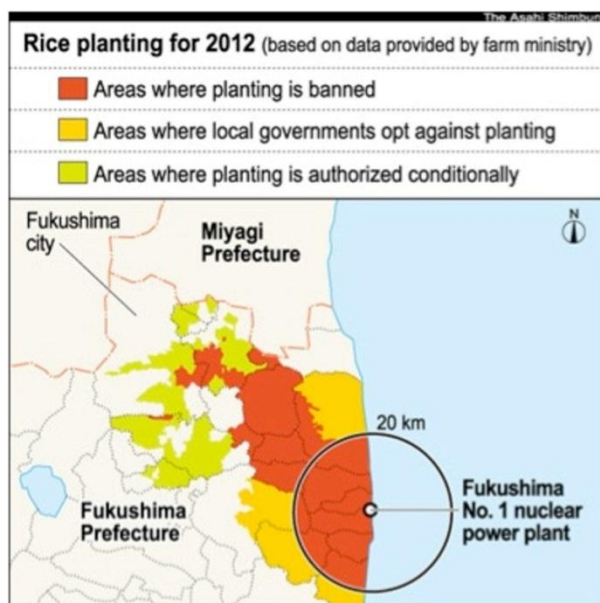 The Asahi Shimbun
Rice planting for 2012 (based on data provided by farm ministry)
Areas where planting is banned
Areas where local governments opt against planting
Areas where planting is authorized conditionally
Fukushima
city
Miyagi
Prefecture
N
20 km
Fukushima
No. 1 nuclear
power plant
Fukushima
Prefecture